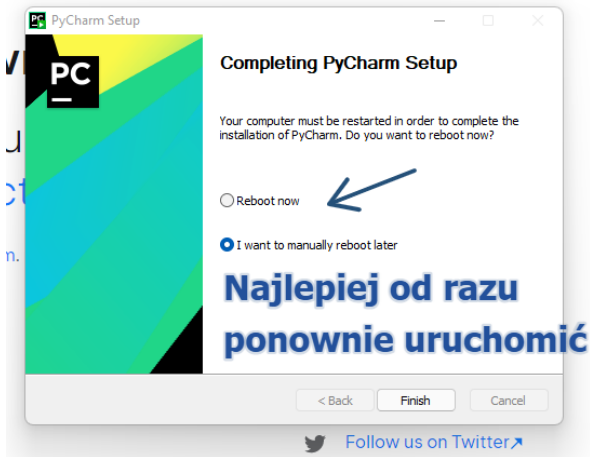 PyCharm Setup
PC
Completing PyCharm Setup
Your computer must be restarted in order to complete the
installation of PyCharm. Do you want to reboot now?
Reboot now
I want to manually reboot later
Najlepiej od razu
ponownie uruchomić
< Back
Finish
Cancel
Follow us on Twitter↗